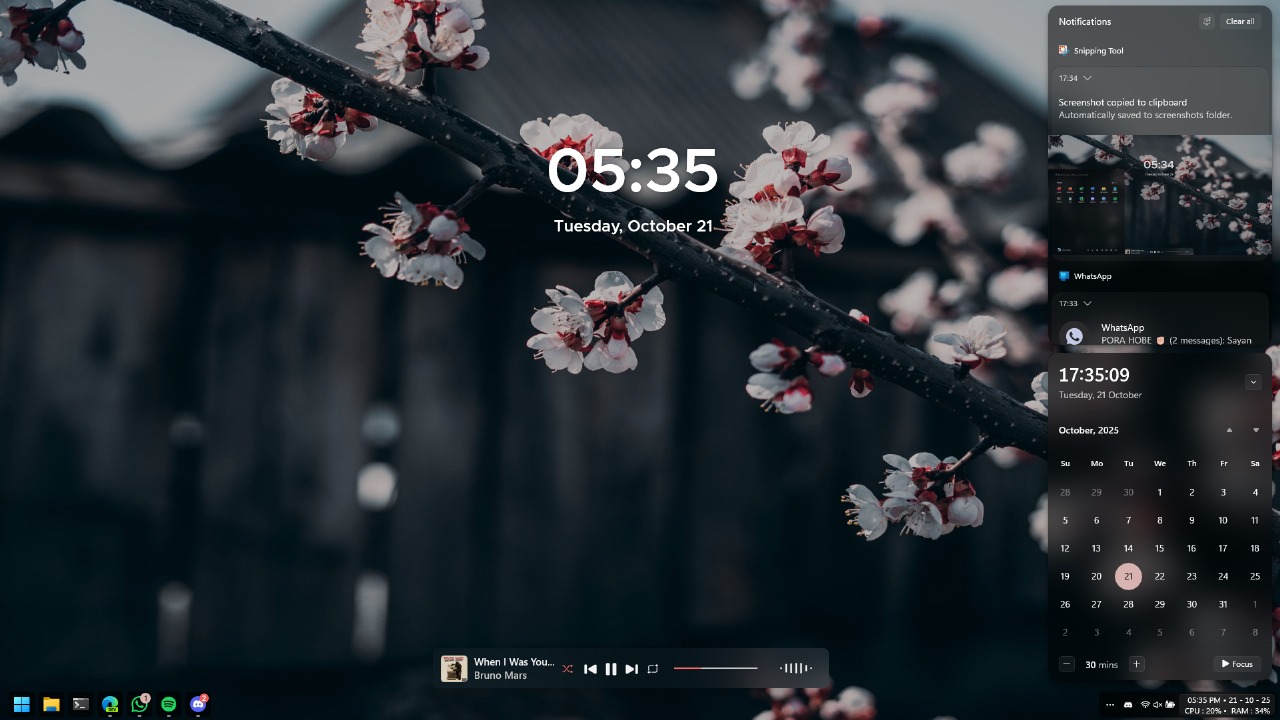 Notifications
Clear all
Snipping Tool
17:34
Screenshot copied to clipboard
Automatically saved to screenshots folder.
05:34
WhatsApp
17:33
WhatsApp
PORA HOBE ✋🏻 (2 messages): Sayan
05:35
Tuesday, October 21
17:35:09
Tuesday, 21 October
October, 2025
Su Mo Tu We Th Fr Sa
28 29 30 1 2 3 4
5 6 7 8 9 10 11
12 13 14 15 16 17 18
19 20 21 22 23 24 25
26 27 28 29 30 31 1
2 3 4 5 6 7 8
30 mins
Focus
When I Was You...
Bruno Mars
1
2
05:35 PM • 21 - 10 - 25
CPU : 20% • RAM : 34%